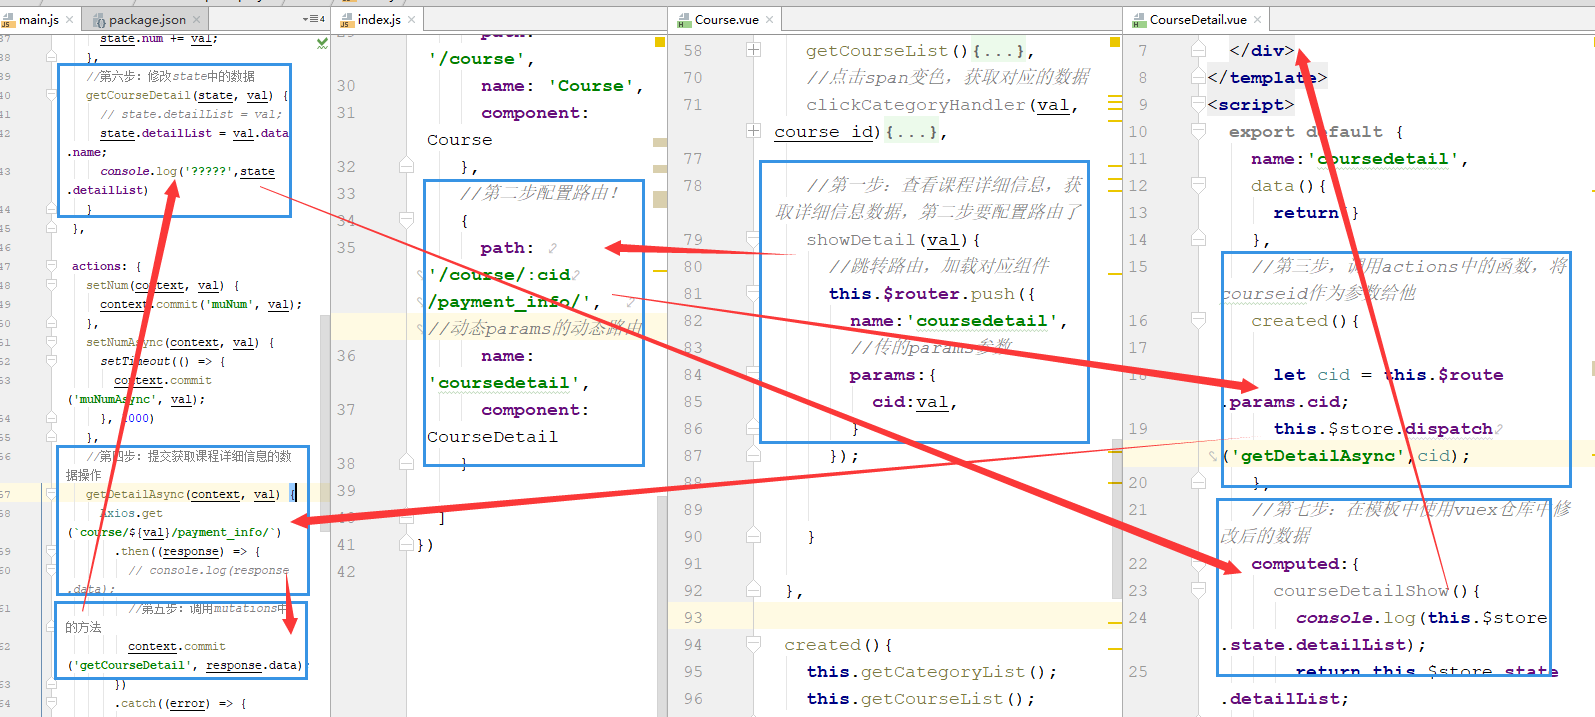 main.js
package.json
4
index.js
Course.vue
CourseDetail.vue
37
state.num += val;
38
},
39
//第六步：修改state中的数据
40
getCourseDetail(state, val) {
41
// state.detailList = val;
42
state.detailList = val.data
.name;
43
console.log('?????',state
.detailList)
44
}
45
},
46
47
actions: {
48
setNum(context, val) {
49
context.commit('muNum', val);
50
},
51
setNumAsync(context, val) {
52
setTimeout(() => {
53
context.commit
('muNumAsync', val);
54
}, 1000)
55
},
56
//第四步：提交获取课程详细信息的数
据操作
57
getDetailAsync(context, val) {
58
Axios.get
(`course/${val}/payment_info/`)
59
.then((response) => {
60
// console.log(response
.data);
61
//第五步：调用mutations中
的方法
62
context.commit
('getCourseDetail', response.data);
63
})
64
.catch((error) => {
path:
'/course',
30
name: 'Course',
31
component:
Course
32
},
33
//第二步配置路由！
34
{
35
path:
'/course/:cid
/payment_info/',
//动态params的动态路由
36
name:
'coursedetail',
37
component:
CourseDetail
38
}
39
40
]
41
})
42
58
getCourseList(){...},
70
//点击span变色，获取对应的数据
71
clickCategoryHandler(val,
course_id){...},
77
78
//第一步：查看课程详细信息，获
取详细信息数据，第二步要配置路由了
79
showDetail(val){
80
//跳转路由，加载对应组件
81
this.$router.push({
82
name:'coursedetail',
83
//传的params参数
84
params:{
85
cid:val,
86
}
87
});
88
89
90
}
91
92
},
93
94
created(){
95
this.getCategoryList();
96
this.getCourseList();
7
</div>
8
</template>
9
<script>
10
export default {
11
name:'coursedetail',
12
data(){
13
return{}
14
},
15
//第三步，调用actions中的函数，将
courseid作为参数给他
16
created(){
17
18
let cid = this.$route
.params.cid;
19
this.$store.dispatch
('getDetailAsync',cid);
20
},
21
//第七步：在模板中使用vuex仓库中修
改后的数据
22
computed:{
23
courseDetailShow(){
24
console.log(this.$store
.state.detailList);
25
return this.$store.state
.detailList;